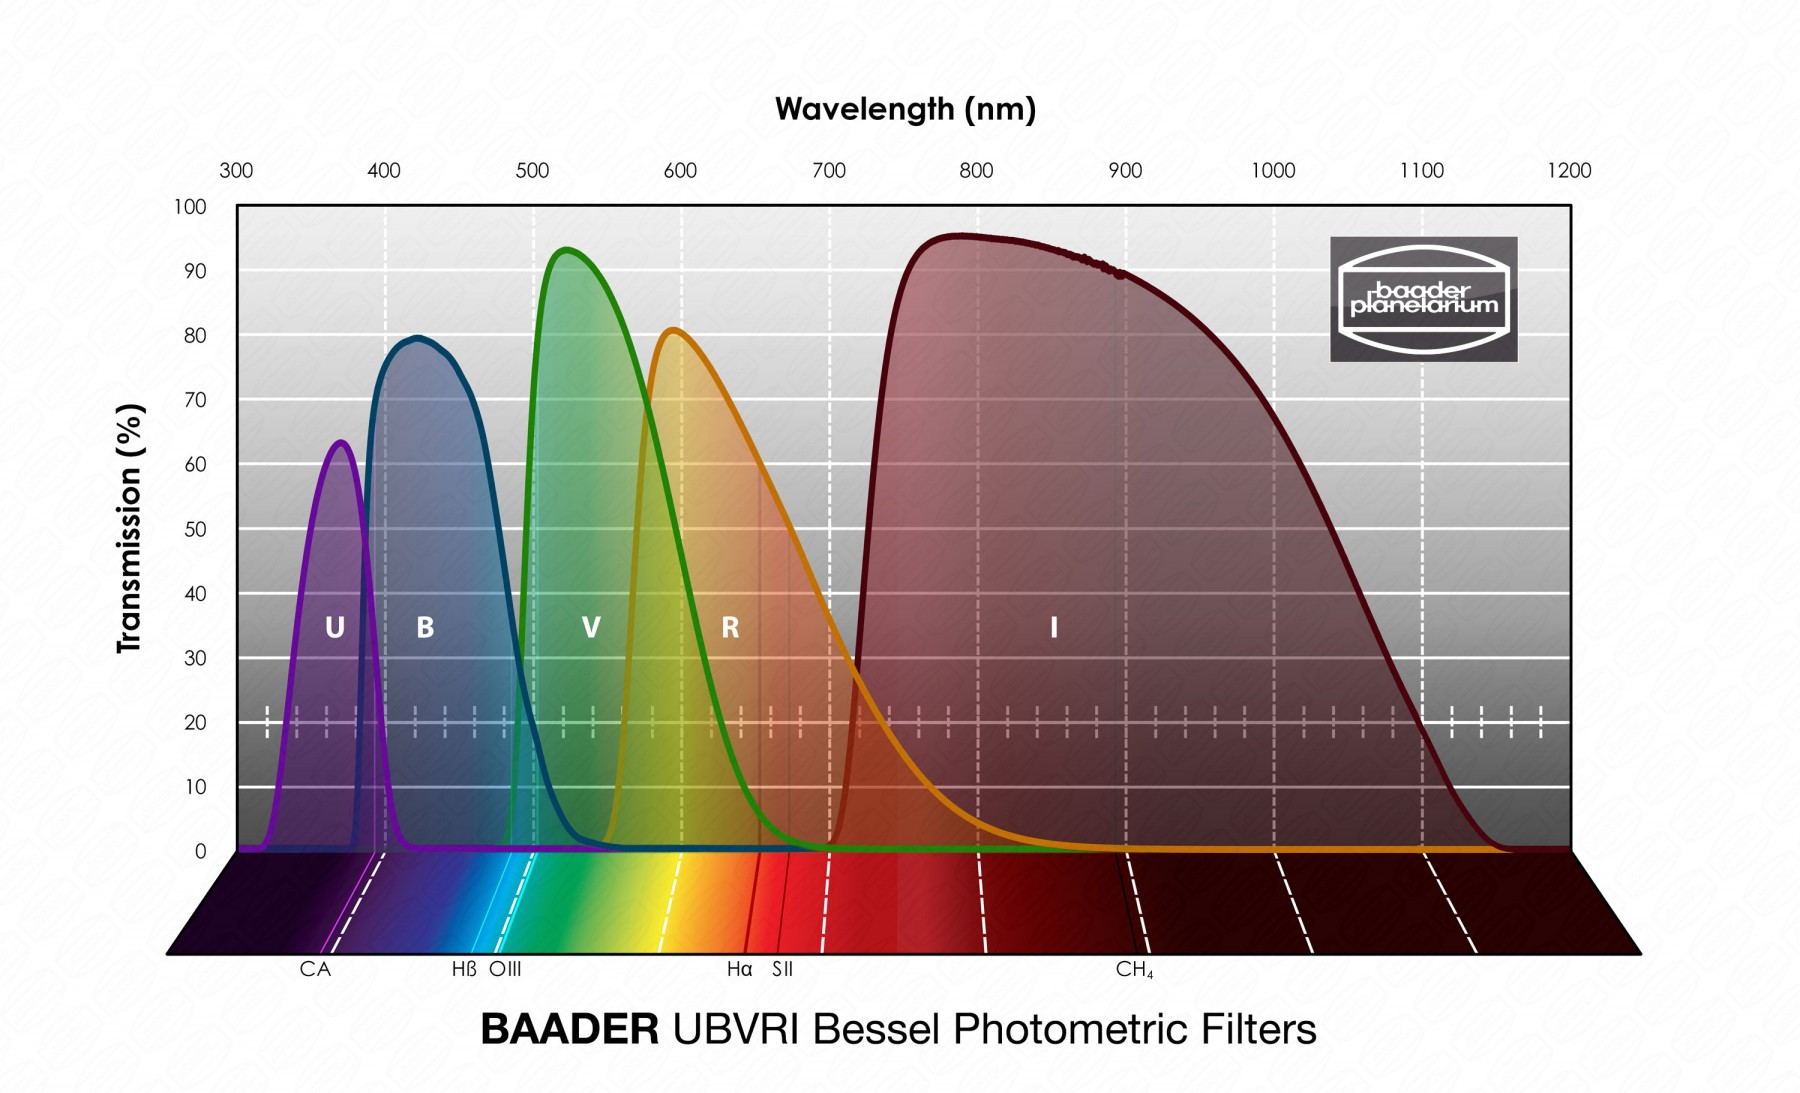 Wavelength (nm)
300 400 500 600 700 800 900 1000 1100 1200
100
90
80
70
60
50
40
30
20
10
0
Transmission (%)
baader
planetarium
U B V R I
CA Hß OIII Hα SII CH₄
BAADER UBVRI Bessel Photometric Filters